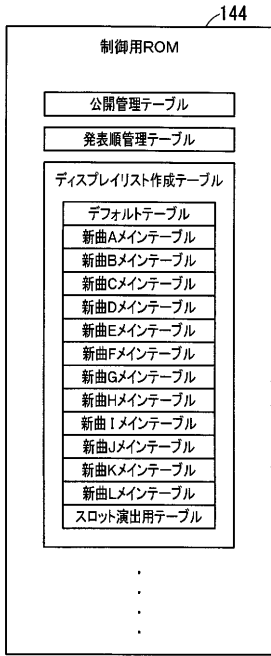 144
制御用ROM
公開管理テーブル
発表順管理テーブル
ディスプレイリスト作成テーブル
デフォルトテーブル
新曲Aメインテーブル
新曲Bメインテーブル
新曲Cメインテーブル
新曲Dメインテーブル
新曲Eメインテーブル
新曲Fメインテーブル
新曲Gメインテーブル
新曲Hメインテーブル
新曲Iメインテーブル
新曲Jメインテーブル
新曲Kメインテーブル
新曲Lメインテーブル
スロット演出用テーブル